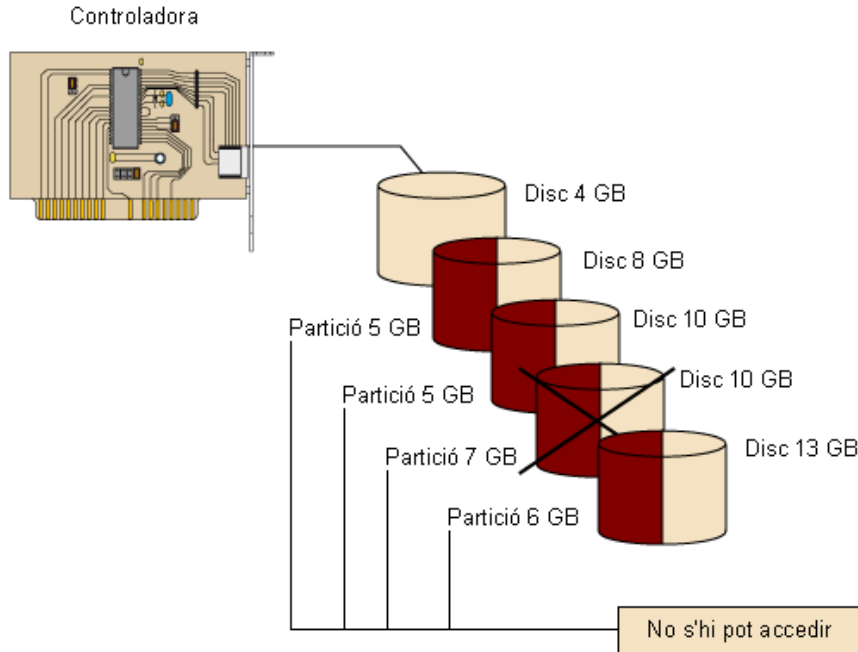 Controladora
Disc 4 GB
Disc 8 GB
Disc 10 GB
Partició 5 GB
Disc 10 GB
Partició 5 GB
Disc 13 GB
Partició 7 GB
Partició 6 GB
No s'hi pot accedir